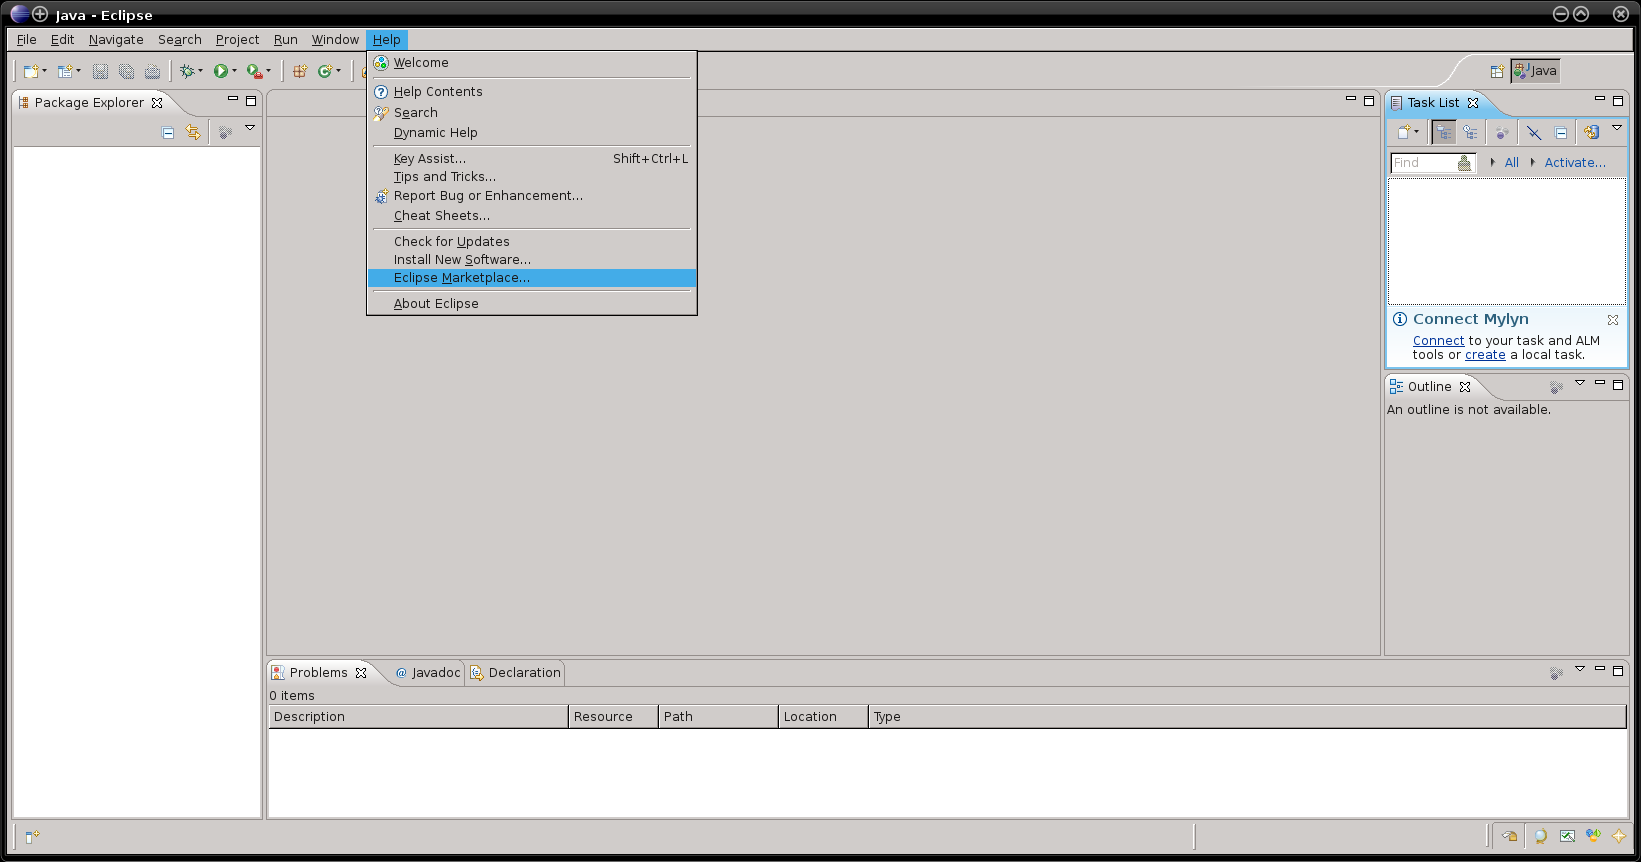 Java - Eclipse
File Edit Navigate Search Project Run Window Help
Java
Welcome
Help Contents
Search
Dynamic Help
Key Assist... Shift+Ctrl+L
Tips and Tricks...
Report Bug or Enhancement...
Cheat Sheets...
Check for Updates
Install New Software...
Eclipse Marketplace...
About Eclipse
Package Explorer
Task List
Find All Activate...
Connect Mylyn
Connect to your task and ALM
tools or create a local task.
Outline
An outline is not available.
Problems @ Javadoc Declaration
0 items
Description Resource Path Location Type